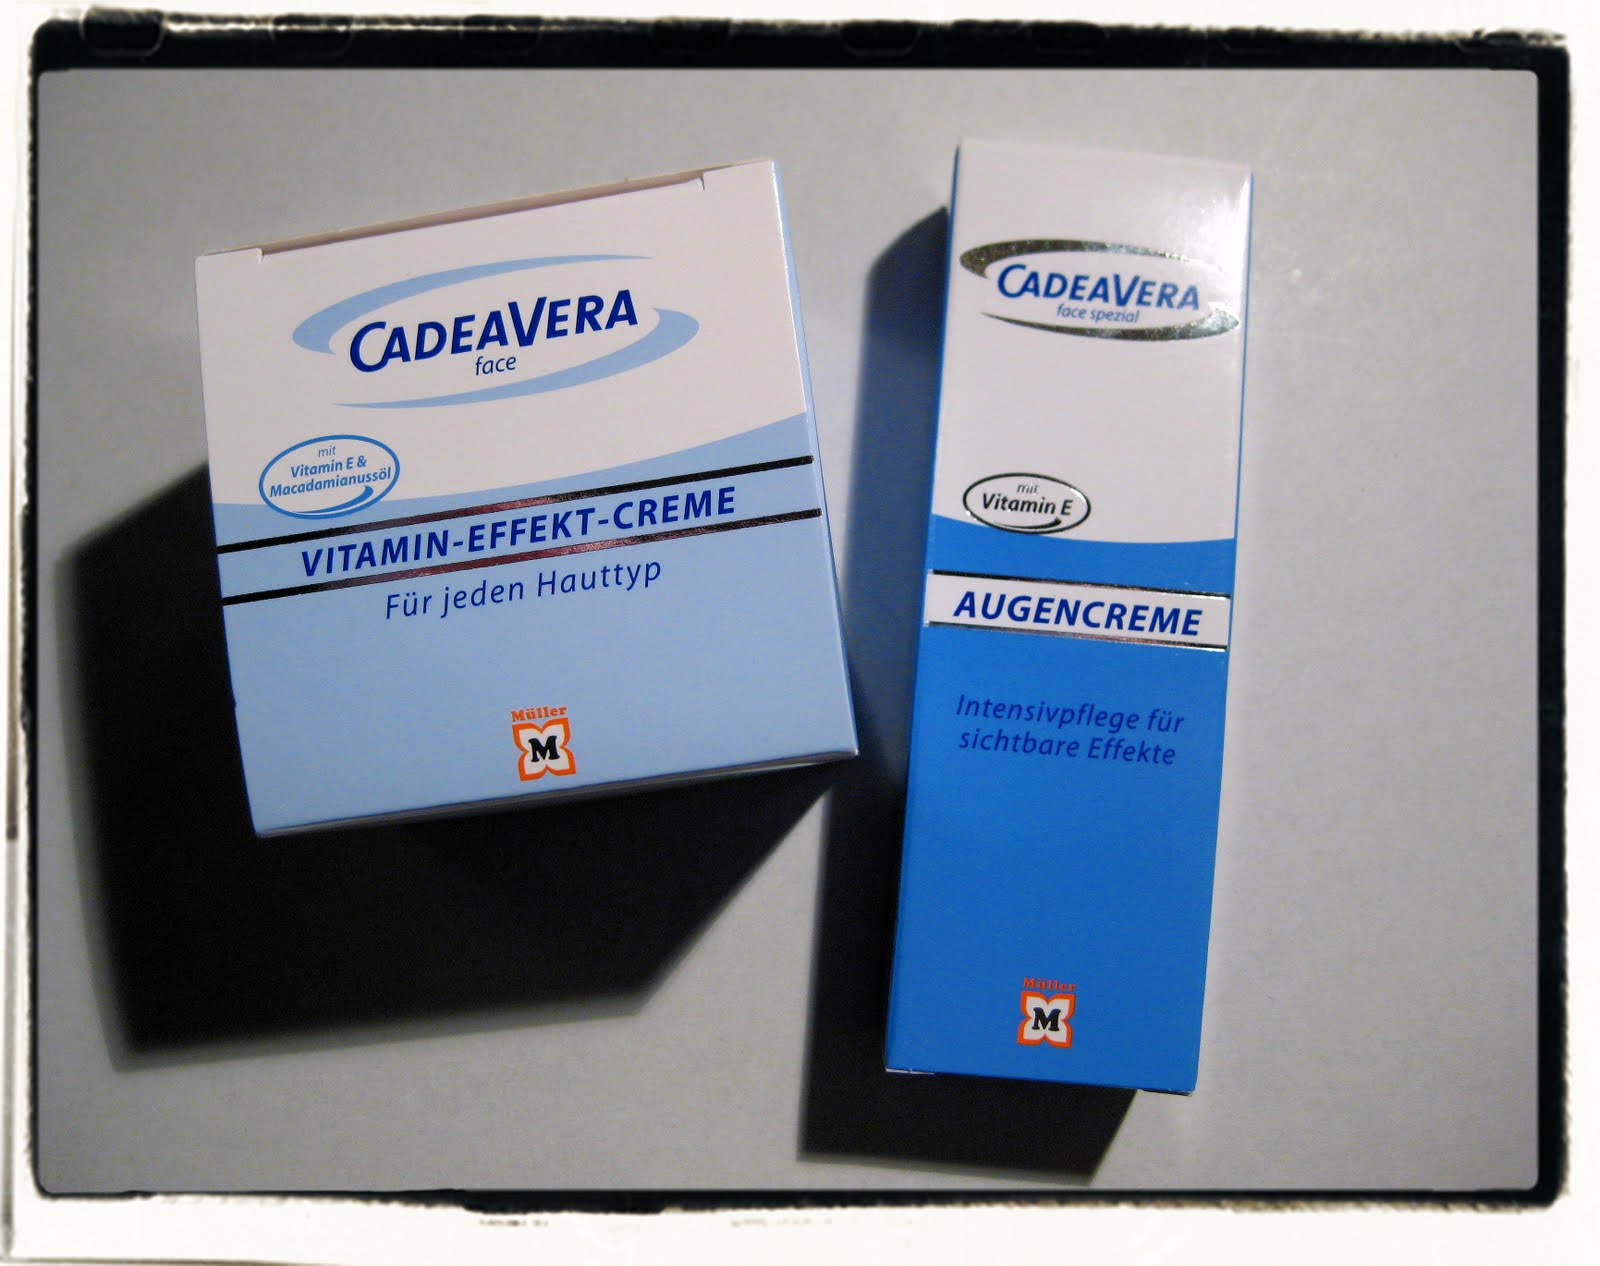 CADEAVERA
face
mit
Vitamin E &
Macadamianussöl
VITAMIN-EFFEKT-CREME
Für jeden Hauttyp
Müller
M
CADEAVERA
face spezial
mit
Vitamin E
AUGENCREME
Intensivpflege für
sichtbare Effekte
Müller
M